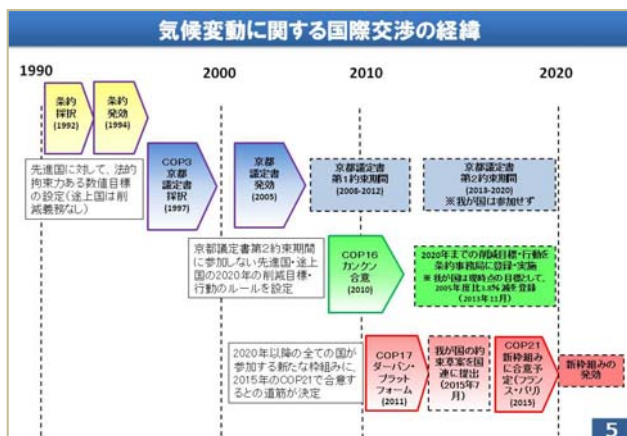 気候変動に関する国際交渉の経緯
1990
2000
2010
2020
条約
採択
(1992)
条約
発効
(1994)
先進国に対して、法的
拘束力ある数値目標
の設定(途上国は削
減義務なし)
COP3
京都
議定書
採択
(1997)
京都
議定書
発効
(2005)
京都議定書
第1約束期間
(2008-2012)
京都議定書
第2約束期間
(2013-2020)
※我が国は参加せず
京都議定書第2約束期間
に参加しない先進国・途上
国の2020年の削減目標・
行動のルールを設定
COP16
カンクン
合意
(2010)
2020年までの削減目標・行動を
条約事務局に登録・実施
※ 我が国は現時点の目標として、
2005年度比3.8%減を登録
(2013年11月)
2020年以降の全ての国が
参加する新たな枠組みに、
2015年のCOP21で合意す
るとの道筋が決定
COP17
ダーバン・
プラット
フォーム
(2011)
我が国の約
束草案を国
連に提出
(2015年7
月)
COP21
新枠組み
に合意予
定(フラン
ス・パリ)
(2015)
新枠組みの
発効
5